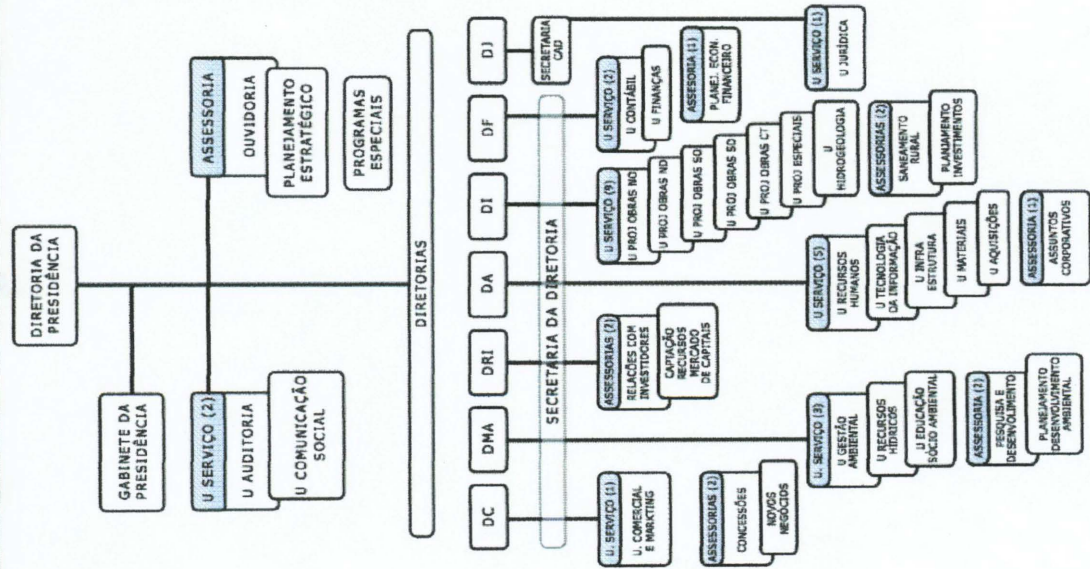 DIRETORIA DA
PRESIDÊNCIA
GABINETE DA
PRESIDÊNCIA
U SERVIÇO (2)
U AUDITORIA
U COMUNICAÇÃO
SOCIAL
ASSESSORIA
OUVIDORIA
PLANEJAMENTO
ESTRATÉGICO
PROGRAMAS
ESPECIAIS
DIRETORIAS
DC
DMA
DRI
DA
DI
DF
DJ
SECRETARIA DA DIRETORIA
SECRETARIA
CAD
U. SERVIÇO (1)
U. COMERCIAL
E MARKTING
ASSESSORIAS (2)
CONCESSÕES
NOVOS
NEGÓCIOS
U. SERVIÇO (3)
U GESTÃO
AMBIENTAL
U RECURSOS
HÍDRICOS
U EDUCAÇÃO
SÓCIO AMBIENTAL
ASSESSORIA (2)
PESQUISA E
DESENVOLIMENTO
PLANEJAMENTO
DESENVOLVIMENTO
AMBIENTAL
ASSESSORIAS (2)
RELAÇÕES COM
INVESTIDORES
CAPTAÇÃO
RECURSOS
MERCADO
DE CAPITAIS
U SERVIÇO (5)
U RECURSOS
HUMANOS
U TECNOLOGIA
DA INFORMAÇÃO
U INFRA
ESTRUTURA
U MATERIAIS
U AQUISIÇÕES
ASSESSORIA (1)
ASSUNTOS
CORPORATIVOS
U SERVIÇO (9)
U PROJ OBRAS NO
U PROJ OBRAS ND
U PROJ OBRAS SO
U PROJ OBRAS SD
U PROJ OBRAS CT
U PROJ ESPECIAIS
U
HIDROGEOLOGIA
ASSESSORIAS (2)
SANEAMENTO
RURAL
PLANJAMENTO
INVESTIMENTOS
U SERVIÇO (2)
U CONTÁBIL
U FINANÇAS
ASSESSORIA (1)
PLANEJ. ECON.
FINANCEIRO
U SERVIÇO (1)
U JURÍDICA